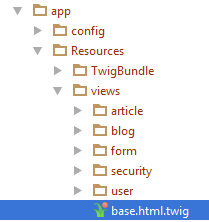 app
config
Resources
TwigBundle
views
article
blog
form
security
user
base.html.twig